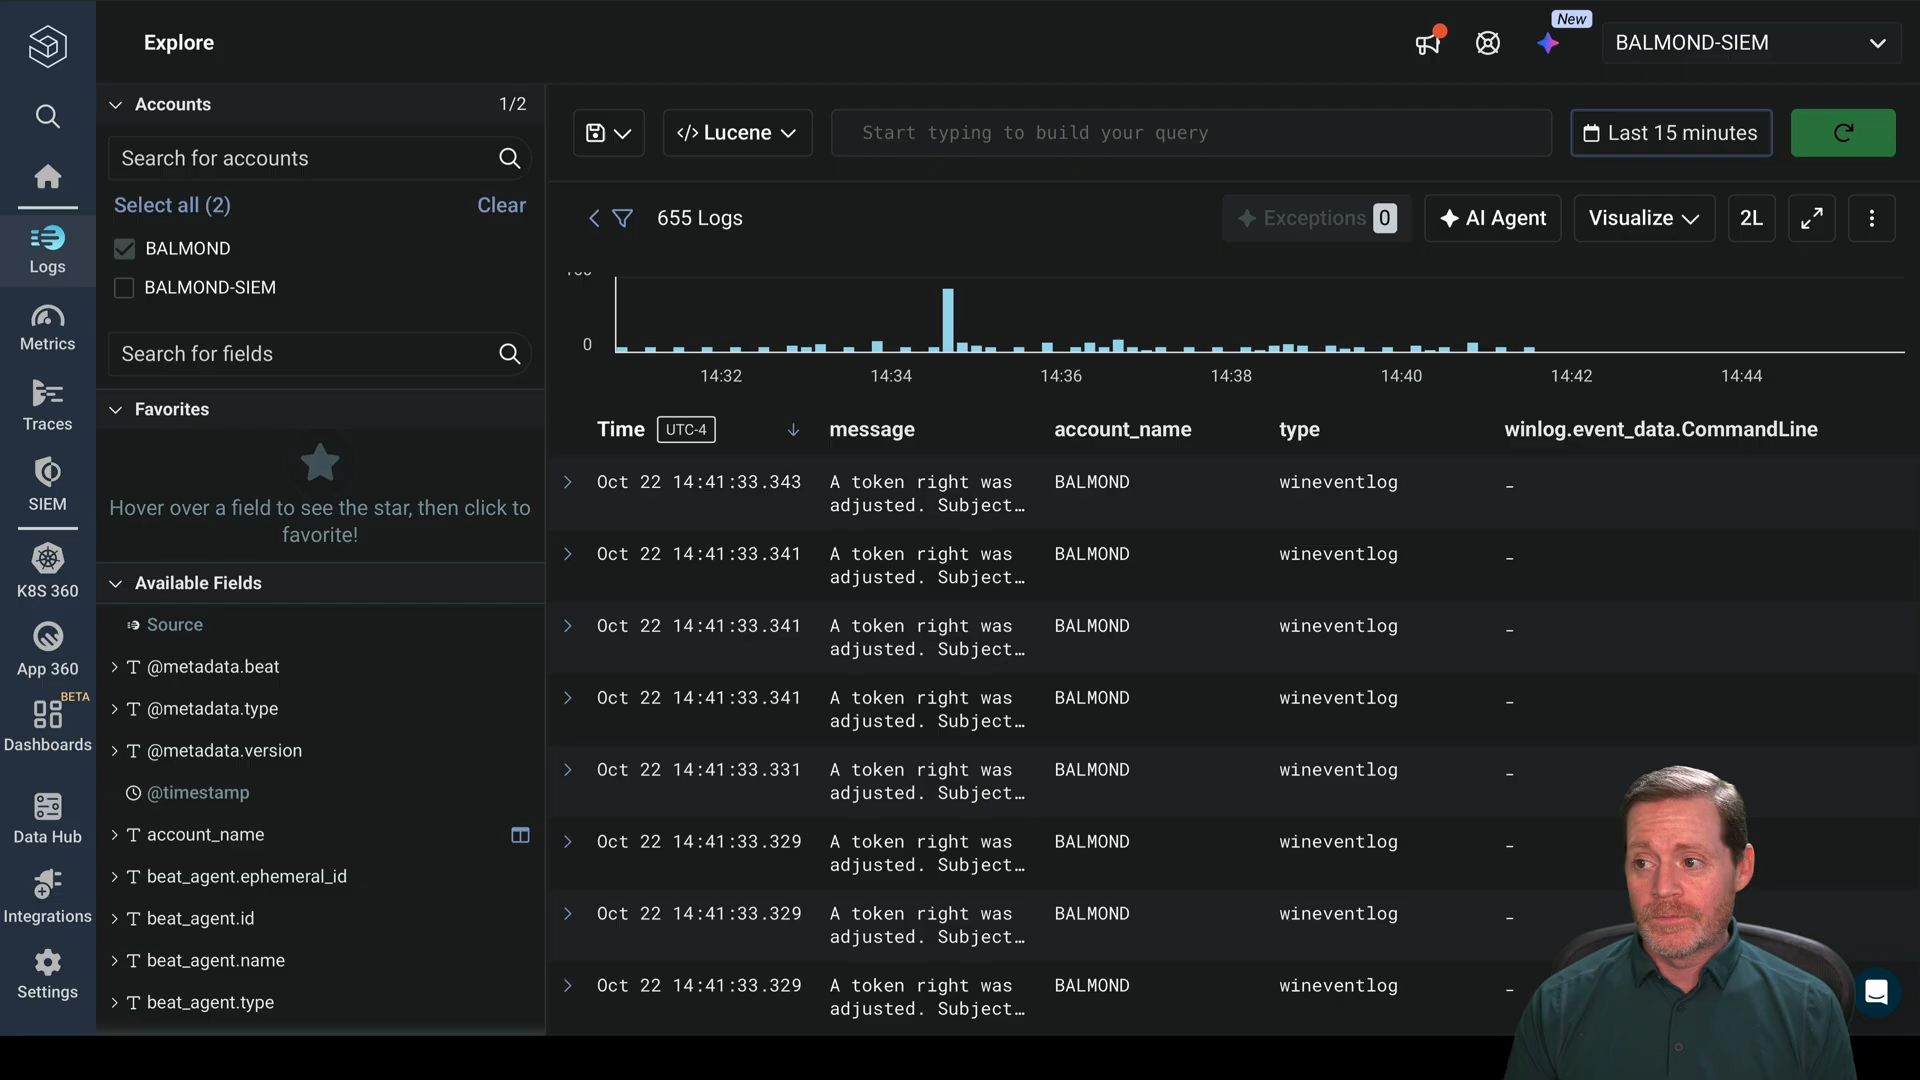 Explore
New
BALMOND-SIEM
Accounts
1/2
Search for accounts
Select all (2)
Clear
BALMOND
BALMOND-SIEM
Search for fields
Favorites
Hover over a field to see the star, then click to
favorite!
Available Fields
Source
@metadata.beat
@metadata.type
@metadata.version
@timestamp
account_name
beat_agent.ephemeral_id
beat_agent.id
beat_agent.name
beat_agent.type
Logs
Metrics
Traces
SIEM
K8S 360
App 360
BETA
Dashboards
Data Hub
Integrations
Settings
</> Lucene
Start typing to build your query
Last 15 minutes
655 Logs
Exceptions 0
AI Agent
Visualize
2L
0
14:32 14:34 14:36 14:38 14:40 14:42 14:44
Time UTC-4 message account_name type winlog.event_data.CommandLine
Oct 22 14:41:33.343 A token right was BALMOND wineventlog –
adjusted. Subject…
Oct 22 14:41:33.341 A token right was BALMOND wineventlog –
adjusted. Subject…
Oct 22 14:41:33.341 A token right was BALMOND wineventlog –
adjusted. Subject…
Oct 22 14:41:33.341 A token right was BALMOND wineventlog –
adjusted. Subject…
Oct 22 14:41:33.331 A token right was BALMOND wineventlog –
adjusted. Subject…
Oct 22 14:41:33.329 A token right was BALMOND wineventlog –
adjusted. Subject…
Oct 22 14:41:33.329 A token right was BALMOND wineventlog –
adjusted. Subject…
Oct 22 14:41:33.329 A token right was BALMOND wineventlog –
adjusted. Subject…